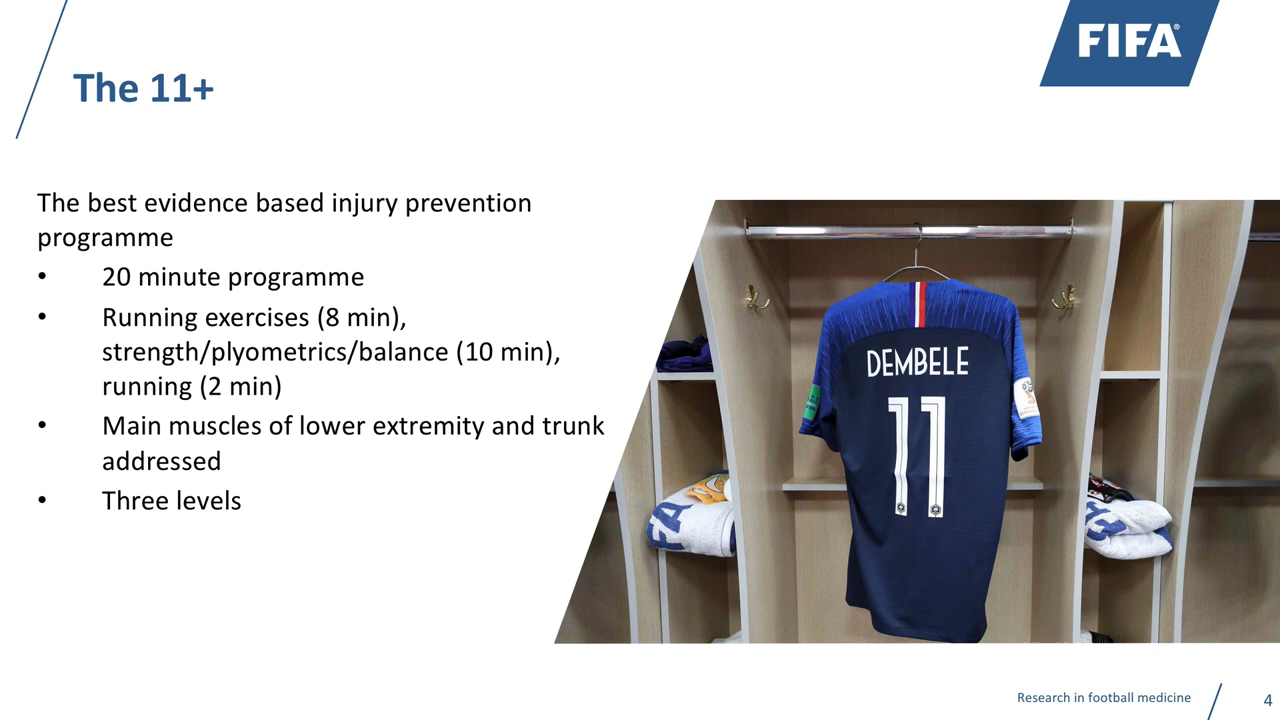 FIFA®
The 11+
The best evidence based injury prevention
programme
• 20 minute programme
• Running exercises (8 min),
strength/plyometrics/balance (10 min),
running (2 min)
• Main muscles of lower extremity and trunk
addressed
• Three levels
DEMBELE
11
FA
Research in football medicine
4